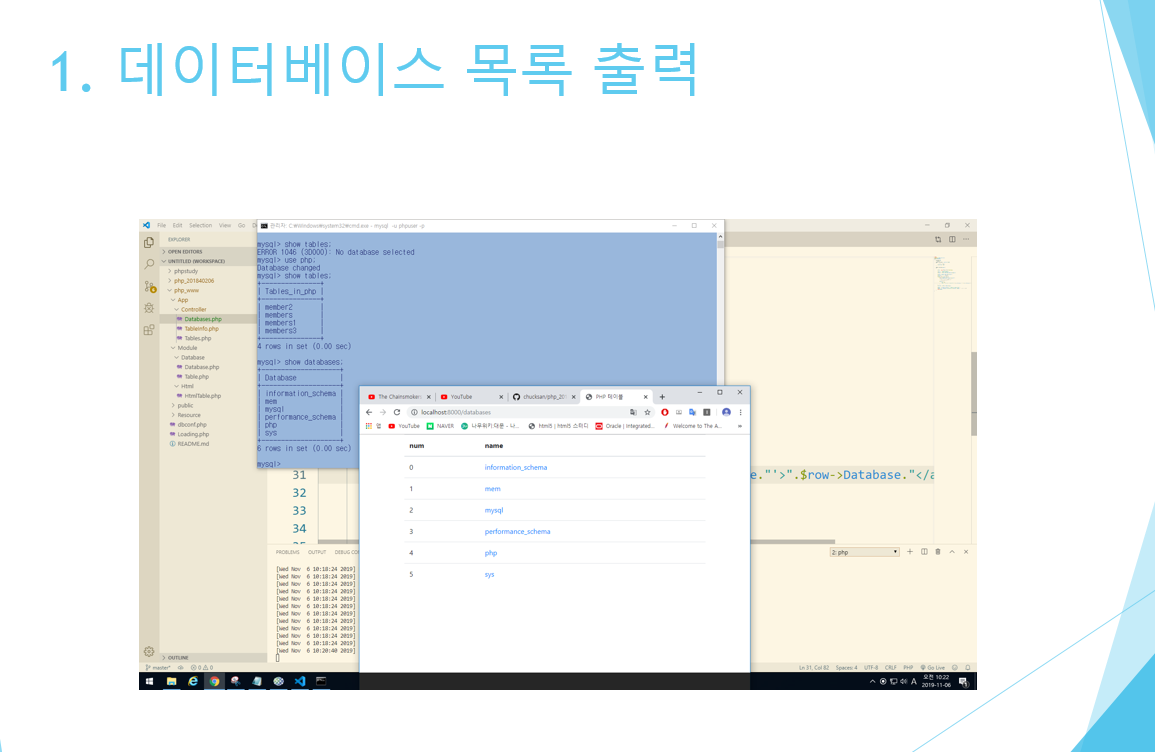 1. 데이터베이스 목록 출력
File Edit Selection View Go
관리자: C:\Windows\system32\cmd.exe - mysql -u phpuser -p
EXPLORER
OPEN EDITORS
UNTITLED (WORKSPACE)
phpstudy
php_201840206
php_www
App
Controller
Databases.php
TableInfo.php
Tables.php
Module
Database
Database.php
Table.php
Html
HtmlTable.php
public
Resource
dbconf.php
Loading.php
README.md
OUTLINE
mysql> show tables;
ERROR 1046 (3D000): No database selected
mysql> use php;
Database changed
mysql> show tables;
+---------------+
| Tables_in_php |
+---------------+
| member2 |
| members |
| members1 |
| members3 |
+---------------+
4 rows in set (0.00 sec)
mysql> show databases;
+--------------------+
| Database |
+--------------------+
| information_schema |
| mem |
| mysql |
| performance_schema |
| php |
| sys |
+--------------------+
6 rows in set (0.00 sec)
mysql>
The Chainsmokers YouTube chucksan/php_201 PHP 테이블
localhost:8000/databases
앱 YouTube NAVER html5 | html5 스터디 Oracle | Integrated... Welcome to The A...
num name
0 information_schema
1 mem
2 mysql
3 performance_schema
4 php
5 sys
31 e."'>".$row->Database."</a
32
33
34
35
PROBLEMS OUTPUT DEBUG CON
2: php
[Wed Nov 6 10:18:24 2019]
[Wed Nov 6 10:18:24 2019]
[Wed Nov 6 10:18:24 2019]
[Wed Nov 6 10:18:24 2019]
[Wed Nov 6 10:18:24 2019]
[Wed Nov 6 10:18:24 2019]
[Wed Nov 6 10:18:24 2019]
[Wed Nov 6 10:18:24 2019]
[Wed Nov 6 10:18:24 2019]
[Wed Nov 6 10:18:24 2019]
[Wed Nov 6 10:18:24 2019]
[Wed Nov 6 10:20:40 2019]
master* 0 0 Ln 31, Col 82 Spaces: 4 UTF-8 CRLF PHP Go Live
A 오전 10:22
2019-11-06